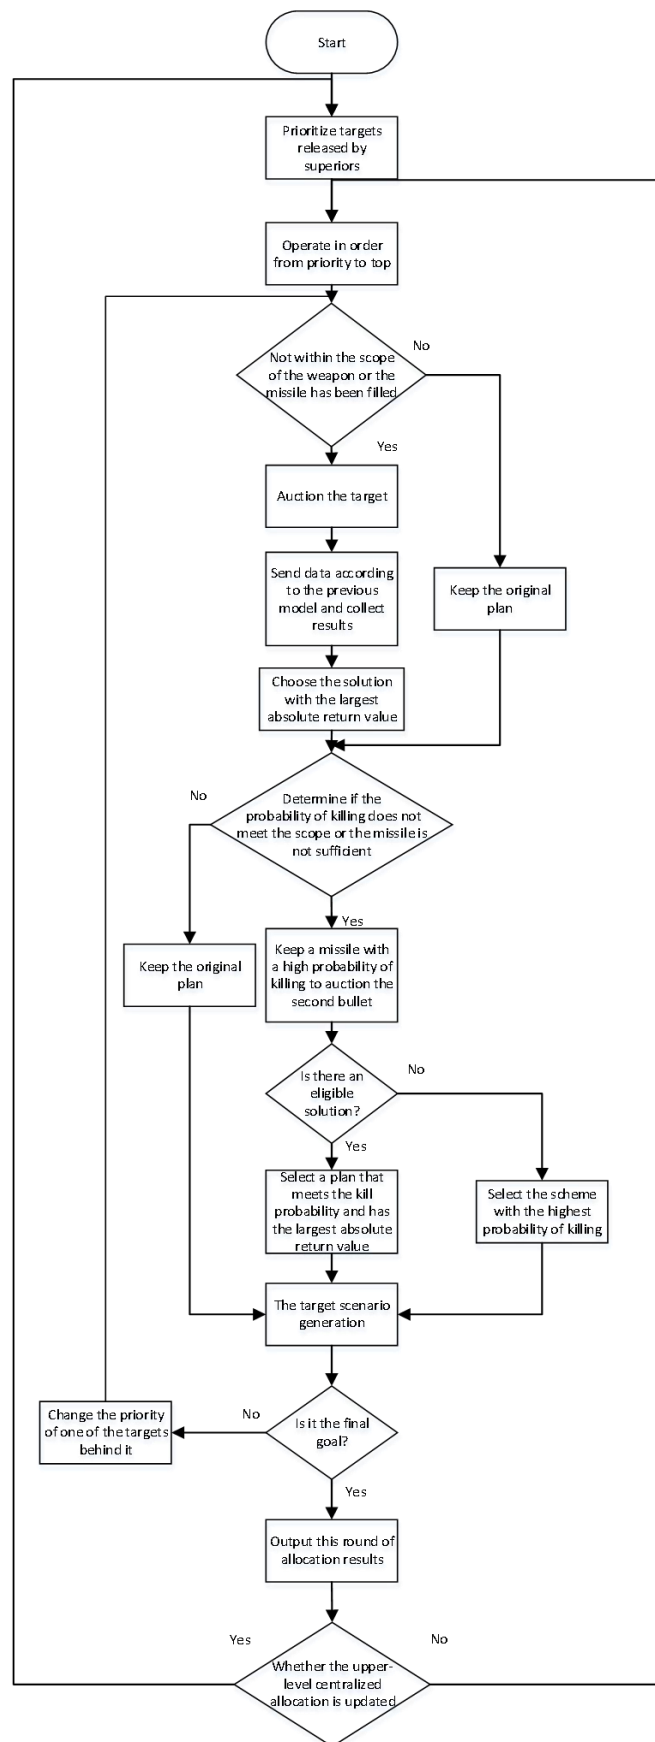 Start
Prioritize targets
released by
superiors
Operate in order
from priority to top
No
Not within the scope
of the weapon or the
missile has been filled
Yes
Auction the target
Send data according
to the previous
model and collect
results
Keep the original
plan
Choose the solution
with the largest
absolute return value
No
Determine if the
probability of killing does not
meet the scope or the missile is
not sufficient
Yes
Keep the original
plan
Keep a missile with
a high probability of
killing to auction the
second bullet
Is there an
eligible
solution?
No
Yes
Select a plan that
meets the kill
probability and has
the largest absolute
return value
Select the scheme
with the highest
probability of killing
The target scenario
generation
Change the priority
of one of the targets
behind it
No
Is it the final
goal?
Yes
Output this round of
allocation results
Yes
No
Whether the upper-
level centralized
allocation is updated